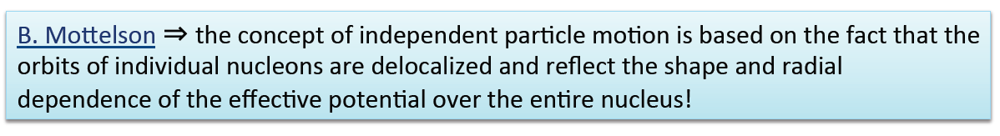 B. Mottelson ⇒ the concept of independent particle motion is based on the fact that the
orbits of individual nucleons are delocalized and reflect the shape and radial
dependence of the effective potential over the entire nucleus!